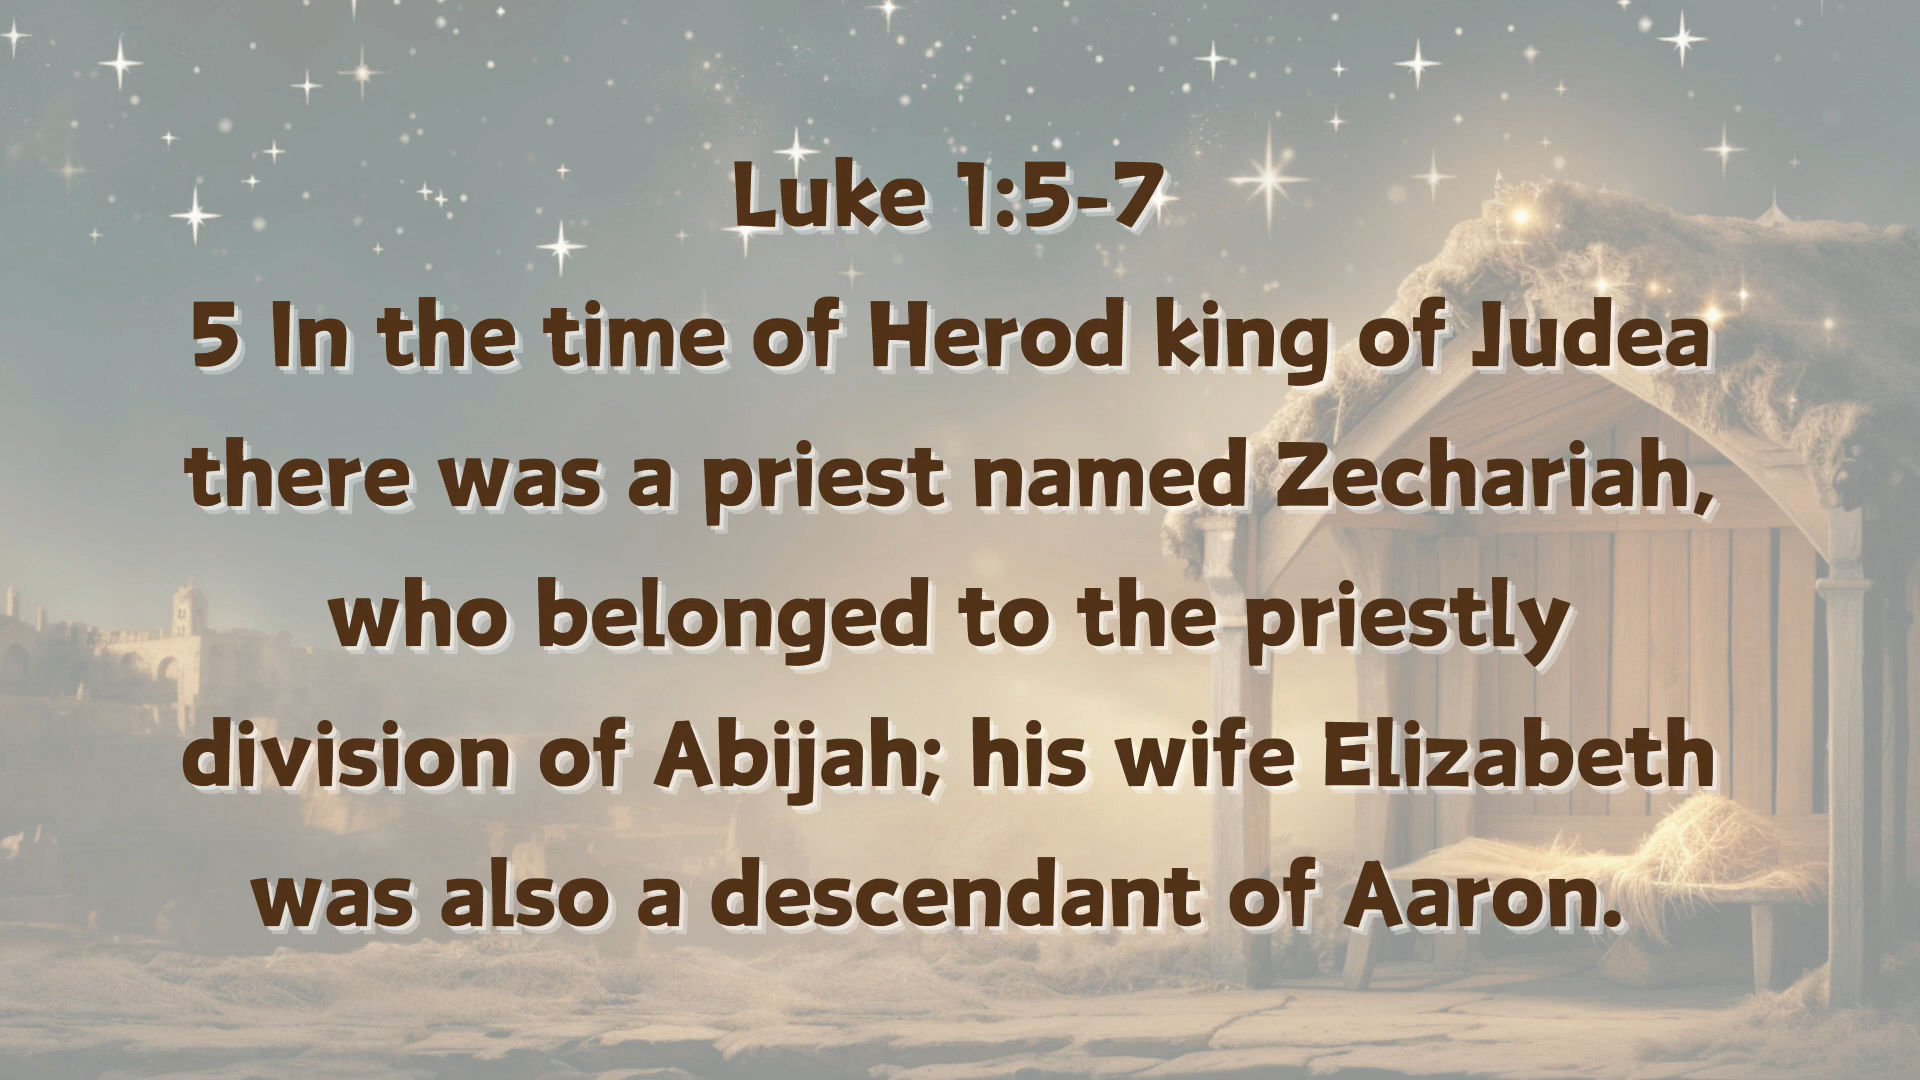 Luke 1:5-7
5 In the time of Herod king of Judea
there was a priest named Zechariah,
who belonged to the priestly
division of Abijah; his wife Elizabeth
was also a descendant of Aaron.